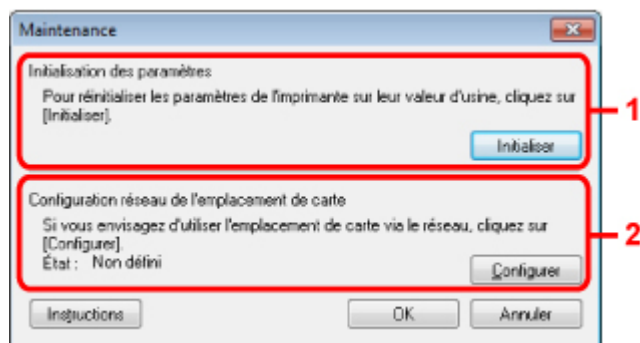 Maintenance
Initialisation des paramètres
Pour réinitialiser les paramètres de l'imprimante sur leur valeur d'usine, cliquez sur
[Initialiser].
1
Initialiser
Configuration réseau de l'emplacement de carte
Si vous envisagez d'utiliser l'emplacement de carte via le réseau, cliquez sur
[Configurer].
2
État : Non défini
Configurer
Instructions OK Annuler